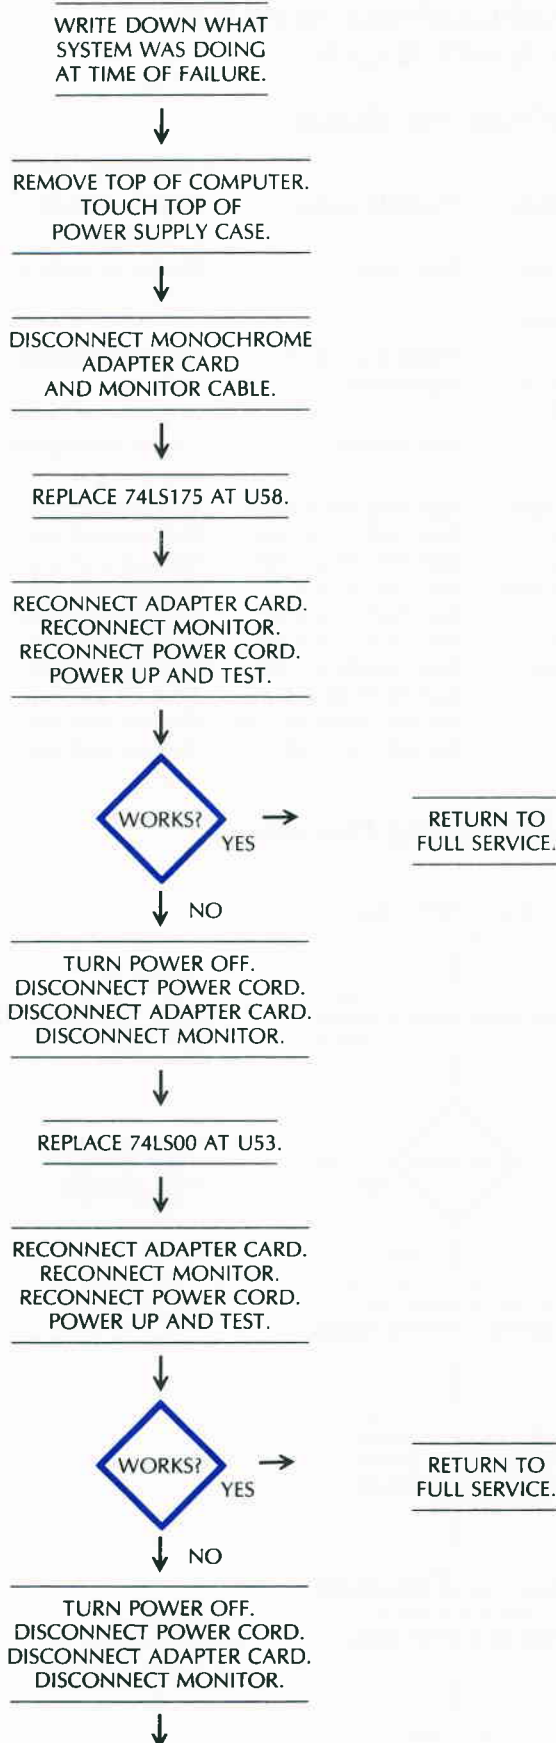 WRITE DOWN WHAT
SYSTEM WAS DOING
AT TIME OF FAILURE.
REMOVE TOP OF COMPUTER.
TOUCH TOP OF
POWER SUPPLY CASE.
DISCONNECT MONOCHROME
ADAPTER CARD
AND MONITOR CABLE.
REPLACE 74LS175 AT U58.
RECONNECT ADAPTER CARD.
RECONNECT MONITOR.
RECONNECT POWER CORD.
POWER UP AND TEST.
WORKS?
YES
RETURN TO
FULL SERVICE.
NO
TURN POWER OFF.
DISCONNECT POWER CORD.
DISCONNECT ADAPTER CARD.
DISCONNECT MONITOR.
REPLACE 74LS00 AT U53.
RECONNECT ADAPTER CARD.
RECONNECT MONITOR.
RECONNECT POWER CORD.
POWER UP AND TEST.
WORKS?
YES
RETURN TO
FULL SERVICE.
NO
TURN POWER OFF.
DISCONNECT POWER CORD.
DISCONNECT ADAPTER CARD.
DISCONNECT MONITOR.